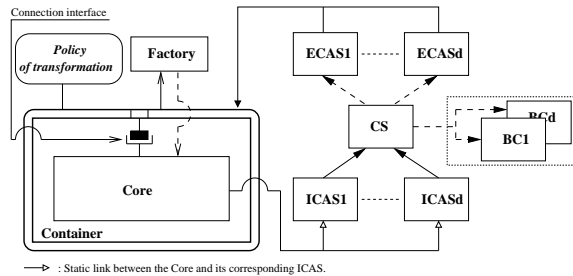 Connection interface
Policy
of transformation
Factory
ECAS1
ECASd
CS
BCd
BC1
Core
ICAS1
ICASd
Container
: Static link between the Core and its corresponding ICAS.